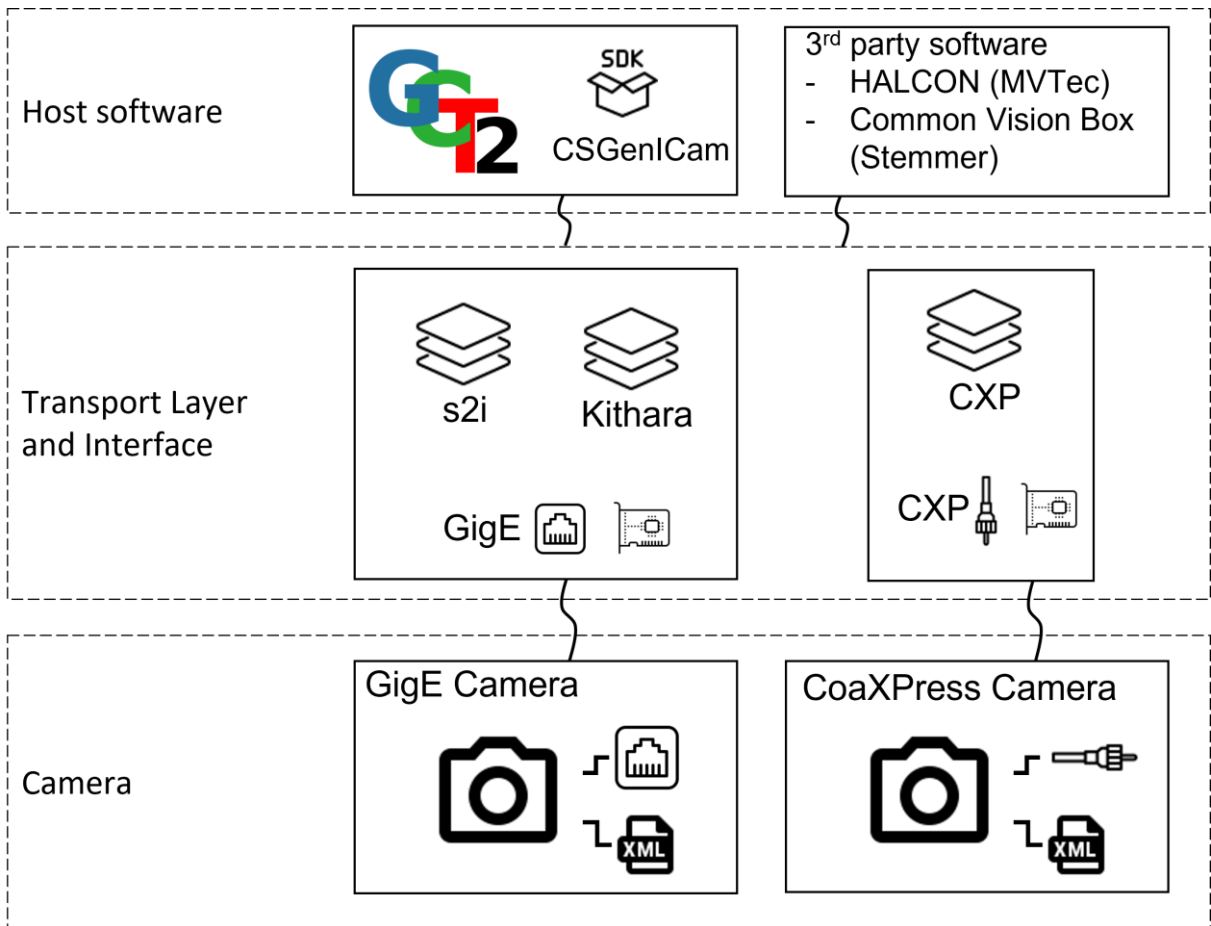 Host software
GCT2
SDK
CSGenICam
3rd party software
- HALCON (MVTec)
- Common Vision Box
(Stemmer)
Transport Layer
and Interface
s2i
Kithara
GigE
CXP
CXP
Camera
GigE Camera
XML
CoaXPress Camera
XML